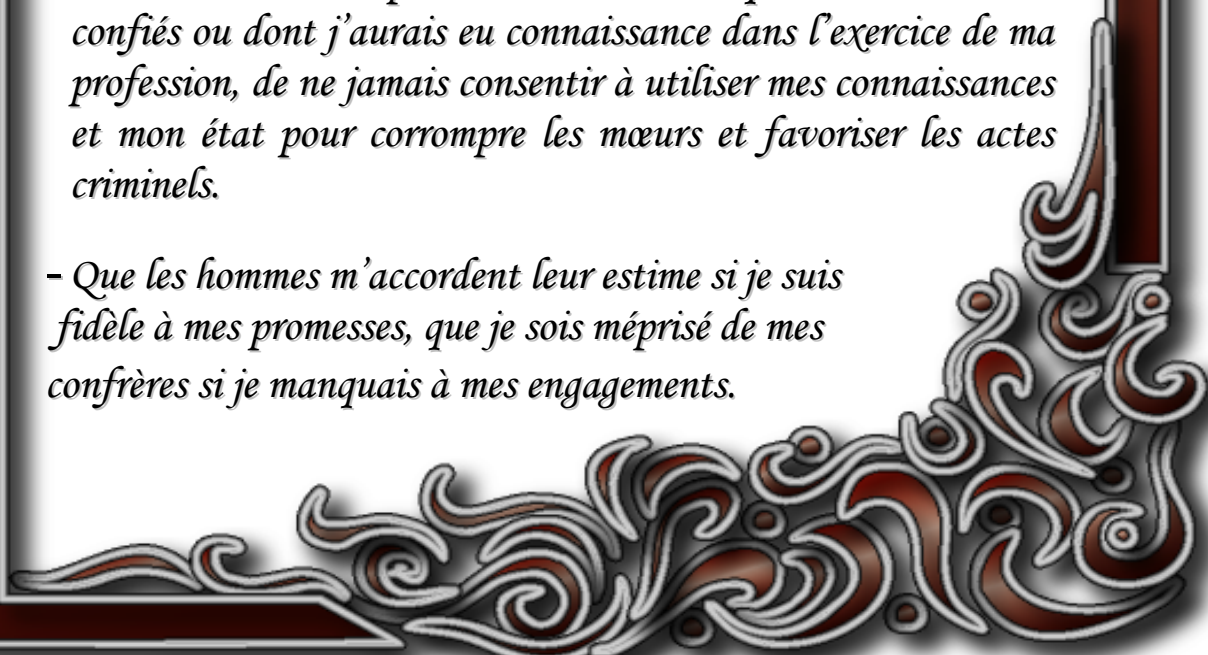 confiés ou dont j’aurais eu connaissance dans l’exercice de ma
profession, de ne jamais consentir à utiliser mes connaissances
et mon état pour corrompre les mœurs et favoriser les actes
criminels.
- Que les hommes m’accordent leur estime si je suis
fidèle à mes promesses, que je sois méprisé de mes
confrères si je manquais à mes engagements.